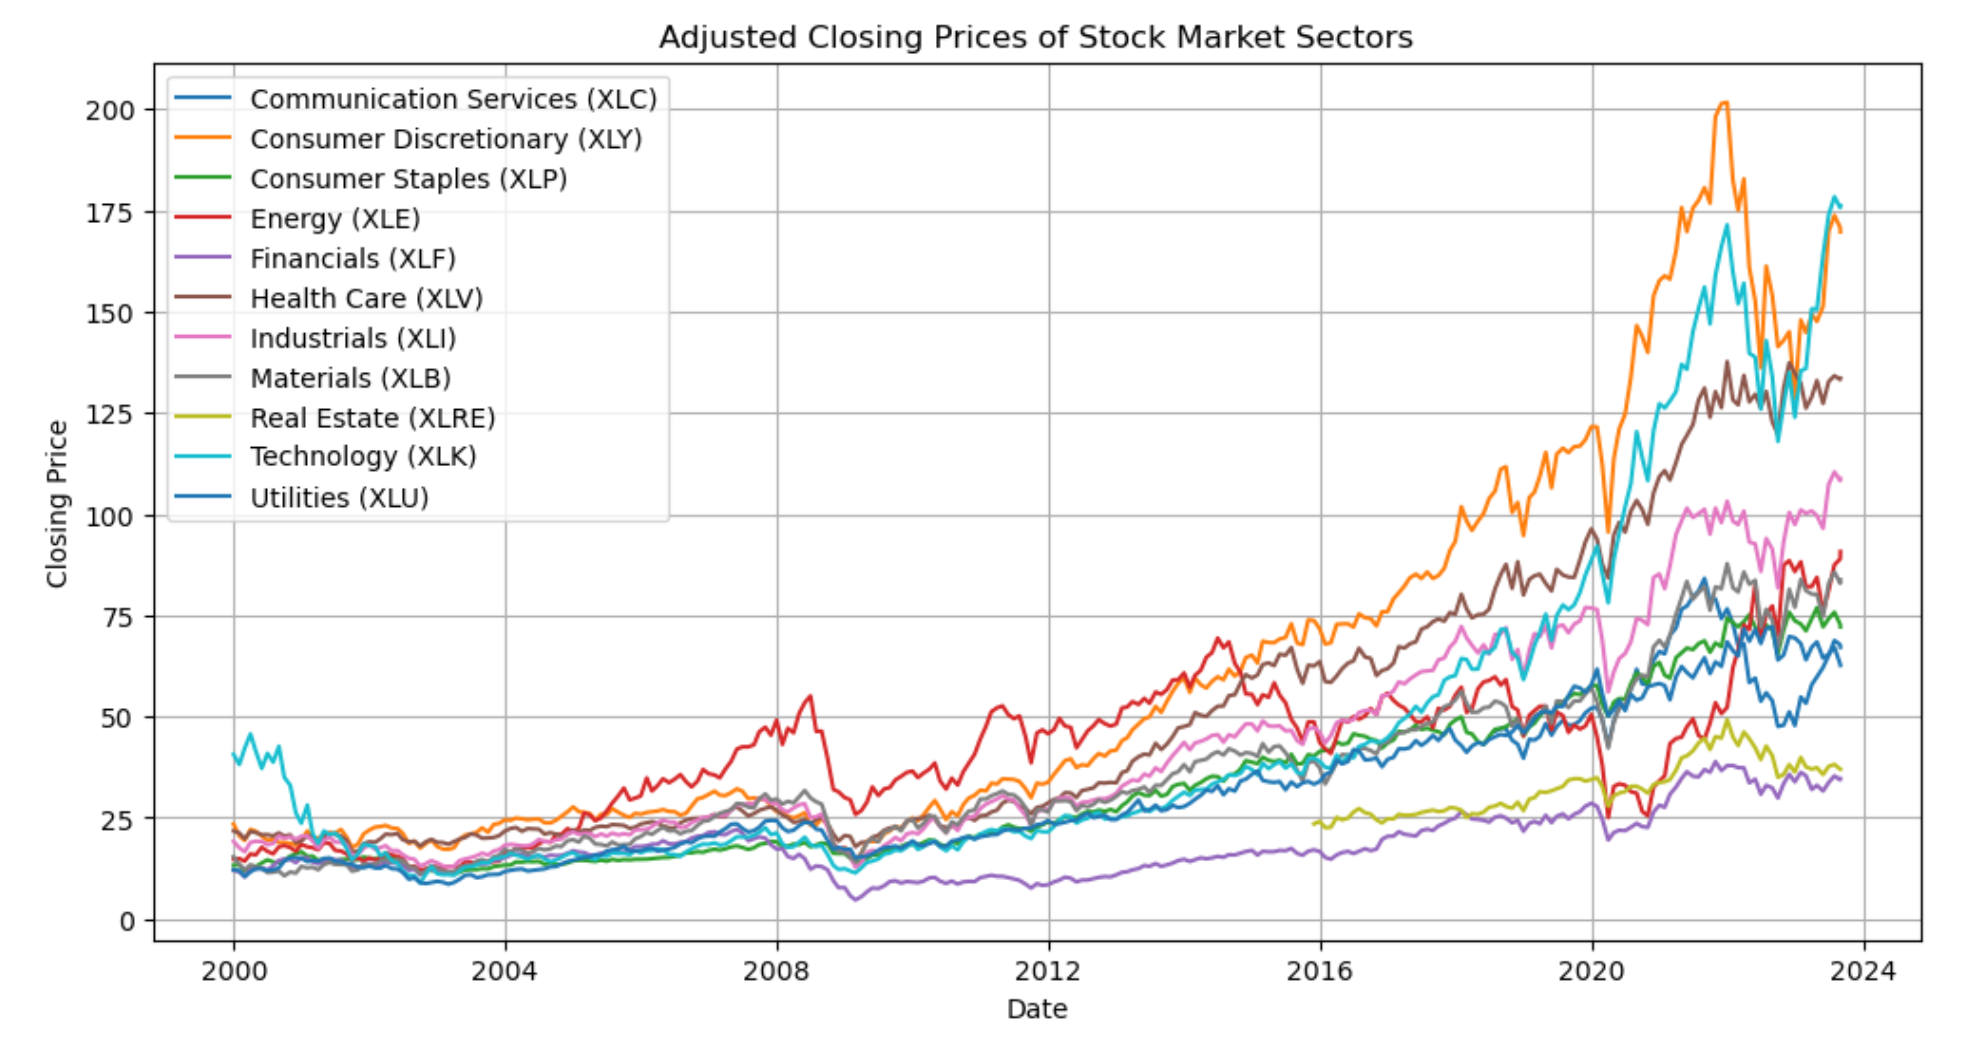 Adjusted Closing Prices of Stock Market Sectors
Communication Services (XLC)
Consumer Discretionary (XLY)
Consumer Staples (XLP)
Energy (XLE)
Financials (XLF)
Health Care (XLV)
Industrials (XLI)
Materials (XLB)
Real Estate (XLRE)
Technology (XLK)
Utilities (XLU)
Closing Price
200
175
150
125
100
75
50
25
0
2000 2004 2008 2012 2016 2020 2024
Date